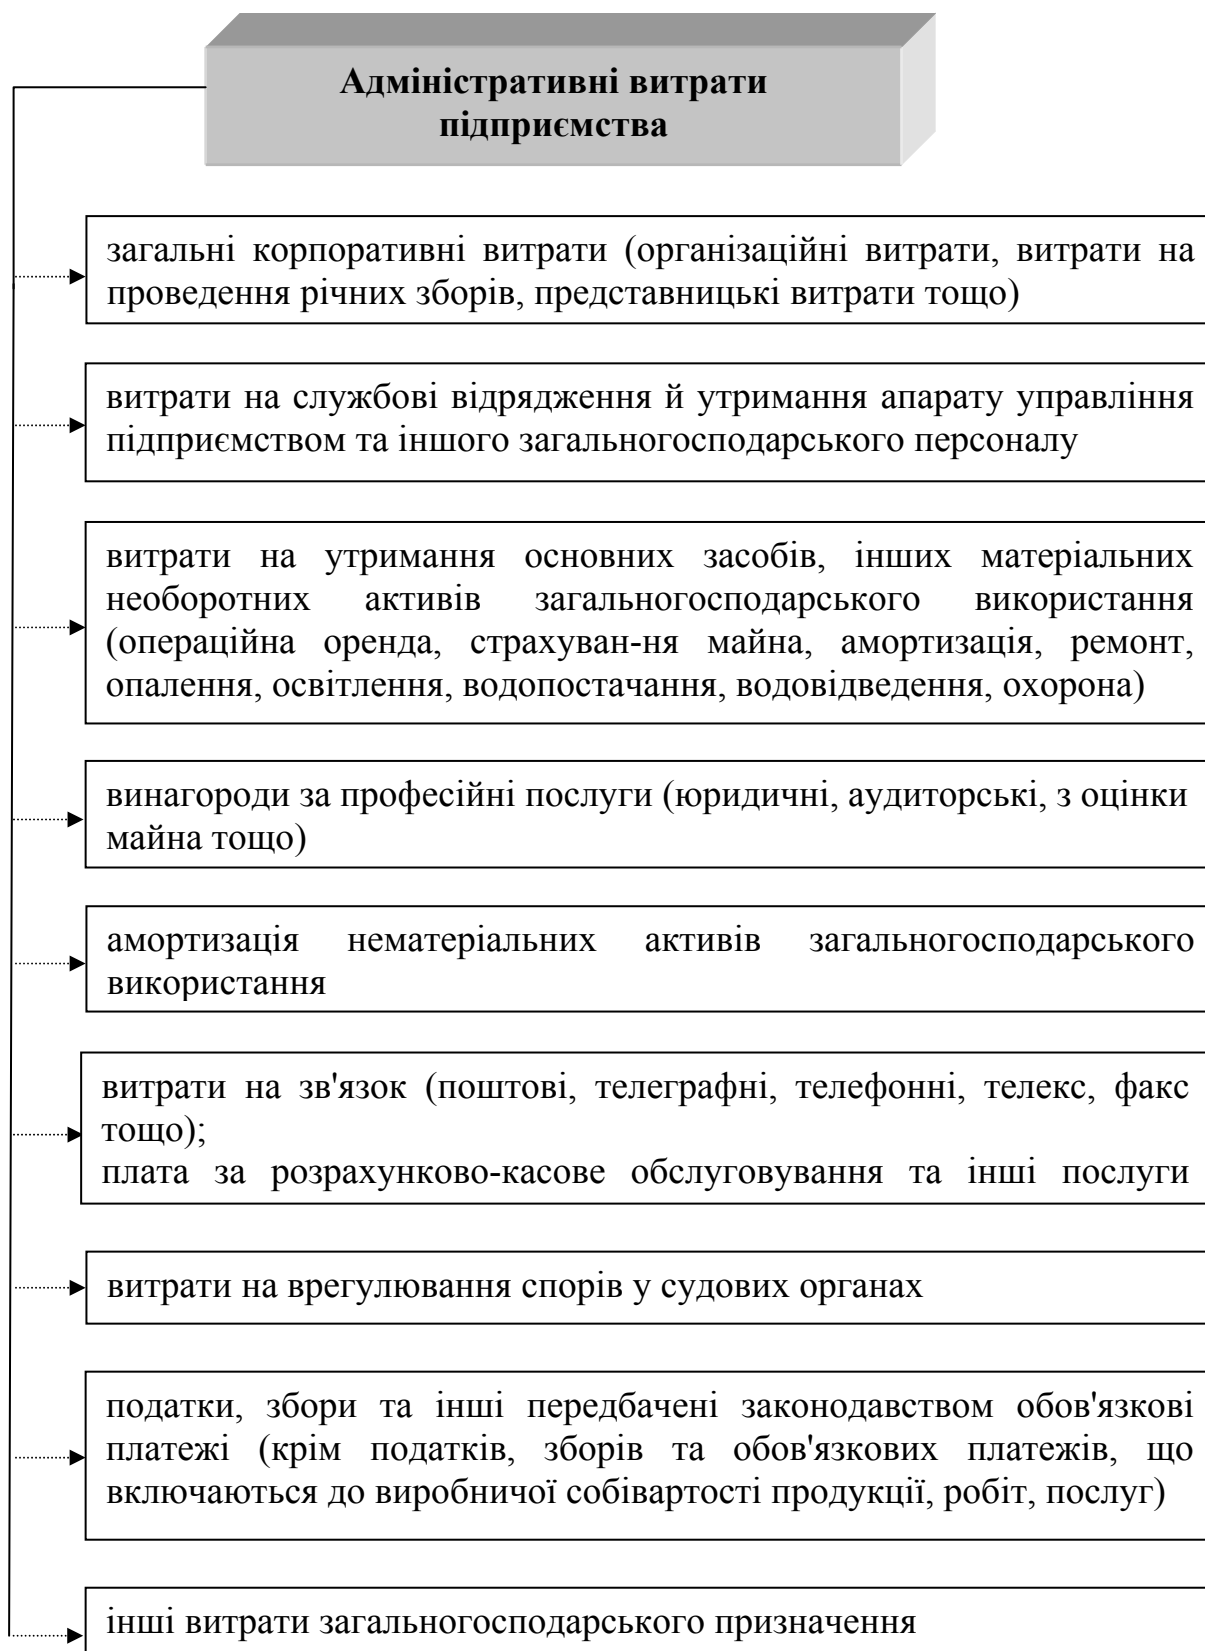 Адміністративні витрати
підприємства
загальні корпоративні витрати (організаційні витрати, витрати на
проведення річних зборів, представницькі витрати тощо)
витрати на службові відрядження й утримання апарату управління
підприємством та іншого загальногосподарського персоналу
витрати на утримання основних засобів, інших матеріальних
необоротних активів загальногосподарського використання
(операційна оренда, страхуван-ня майна, амортизація, ремонт,
опалення, освітлення, водопостачання, водовідведення, охорона)
винагороди за професійні послуги (юридичні, аудиторські, з оцінки
майна тощо)
амортизація нематеріальних активів загальногосподарського
використання
витрати на зв'язок (поштові, телеграфні, телефонні, телекс, факс
тощо);
плата за розрахунково-касове обслуговування та інші послуги
витрати на врегулювання спорів у судових органах
податки, збори та інші передбачені законодавством обов'язкові
платежі (крім податків, зборів та обов'язкових платежів, що
включаються до виробничої собівартості продукції, робіт, послуг)
інші витрати загальногосподарського призначення